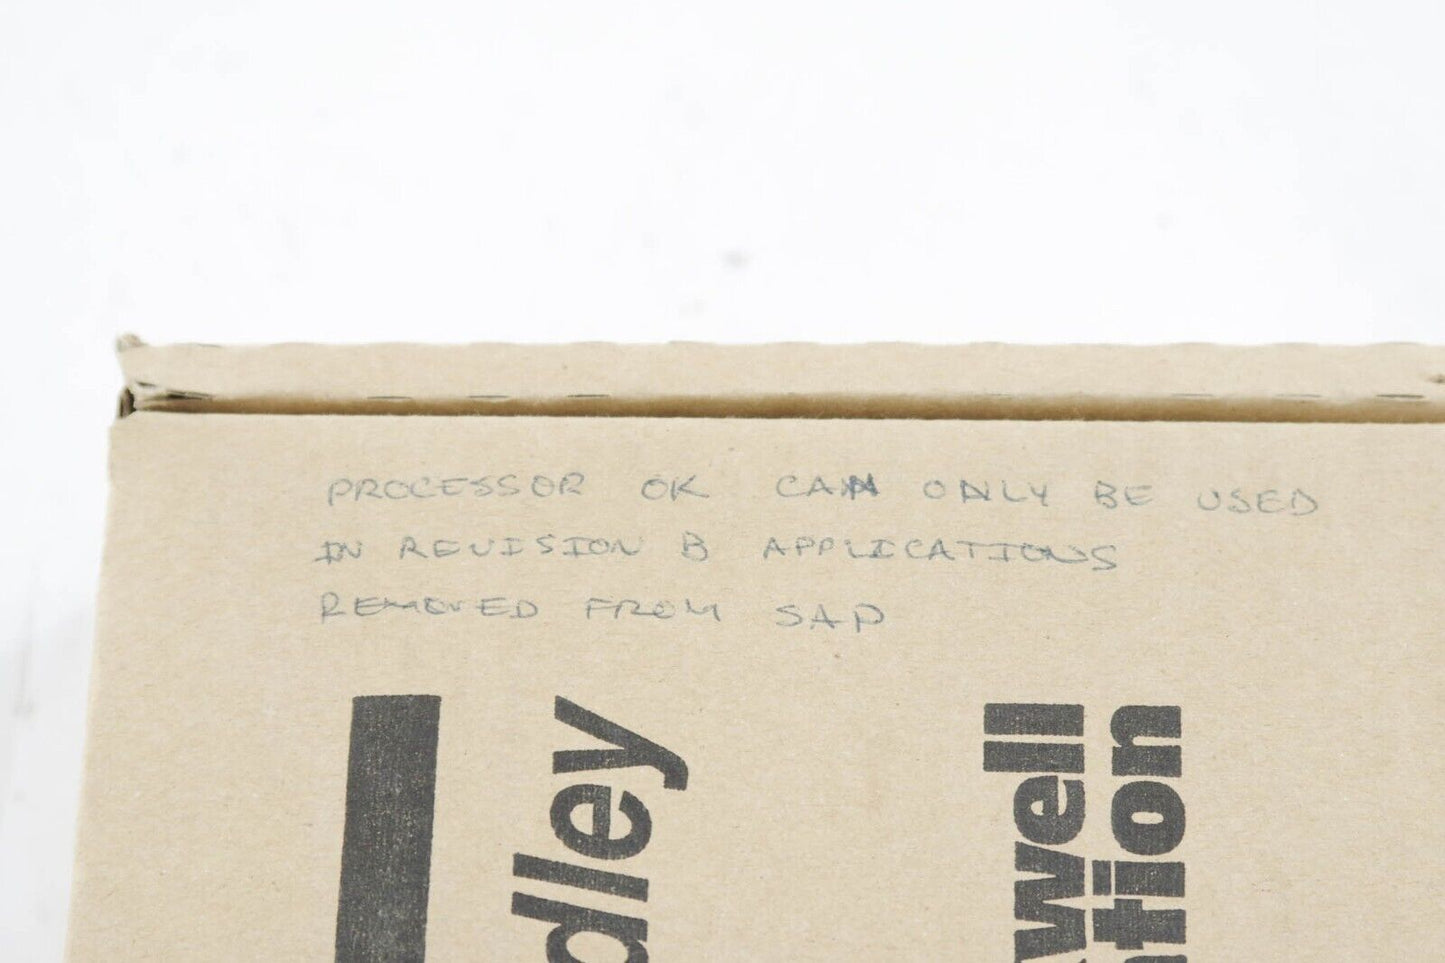 PROCESSOR OK CAN ONLY BE USED
IN REVISION B APPLICATIONS
REMOVED FROM SAP
dley
well
tion